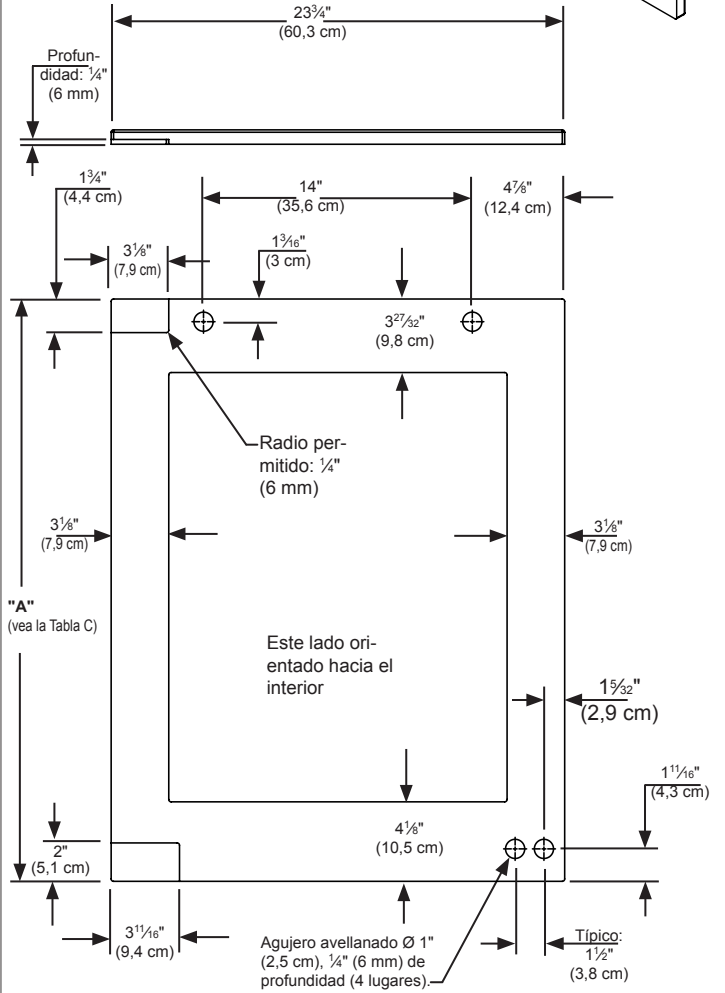 23¾"
(60,3 cm)
Profun-
didad: ¼"
(6 mm)
1¾"
(4,4 cm)
14"
(35,6 cm)
4⅞"
(12,4 cm)
3⅛"
(7,9 cm)
1³⁄₁₆"
(3 cm)
3²⁷⁄₃₂"
(9,8 cm)
Radio per-
mitido: ¼"
(6 mm)
3⅛"
(7,9 cm)
3⅛"
(7,9 cm)
"A"
(vea la Tabla C)
Este lado ori-
entado hacia el
interior
1⁵⁄₃₂"
(2,9 cm)
1¹¹⁄₁₆"
(4,3 cm)
4⅛"
(10,5 cm)
2"
(5,1 cm)
3¹¹⁄₁₆"
(9,4 cm)
Agujero avellanado Ø 1"
(2,5 cm), ¼" (6 mm) de
profundidad (4 lugares).
Típico:
1½"
(3,8 cm)